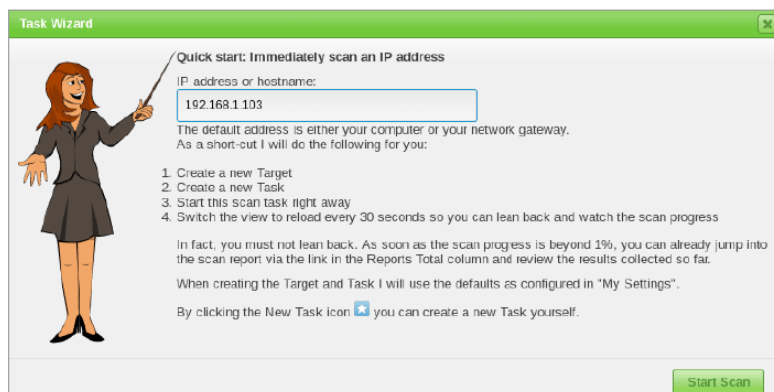 Task Wizard
Quick start: Immediately scan an IP address
IP address or hostname:
192.168.1.103
The default address is either your computer or your network gateway.
As a short-cut I will do the following for you:
1. Create a new Target
2. Create a new Task
3. Start this scan task right away
4. Switch the view to reload every 30 seconds so you can lean back and watch the scan progress
In fact, you must not lean back. As soon as the scan progress is beyond 1%, you can already jump into
the scan report via the link in the Reports Total column and review the results collected so far.
When creating the Target and Task I will use the defaults as configured in "My Settings".
By clicking the New Task icon you can create a new Task yourself.
Start Scan